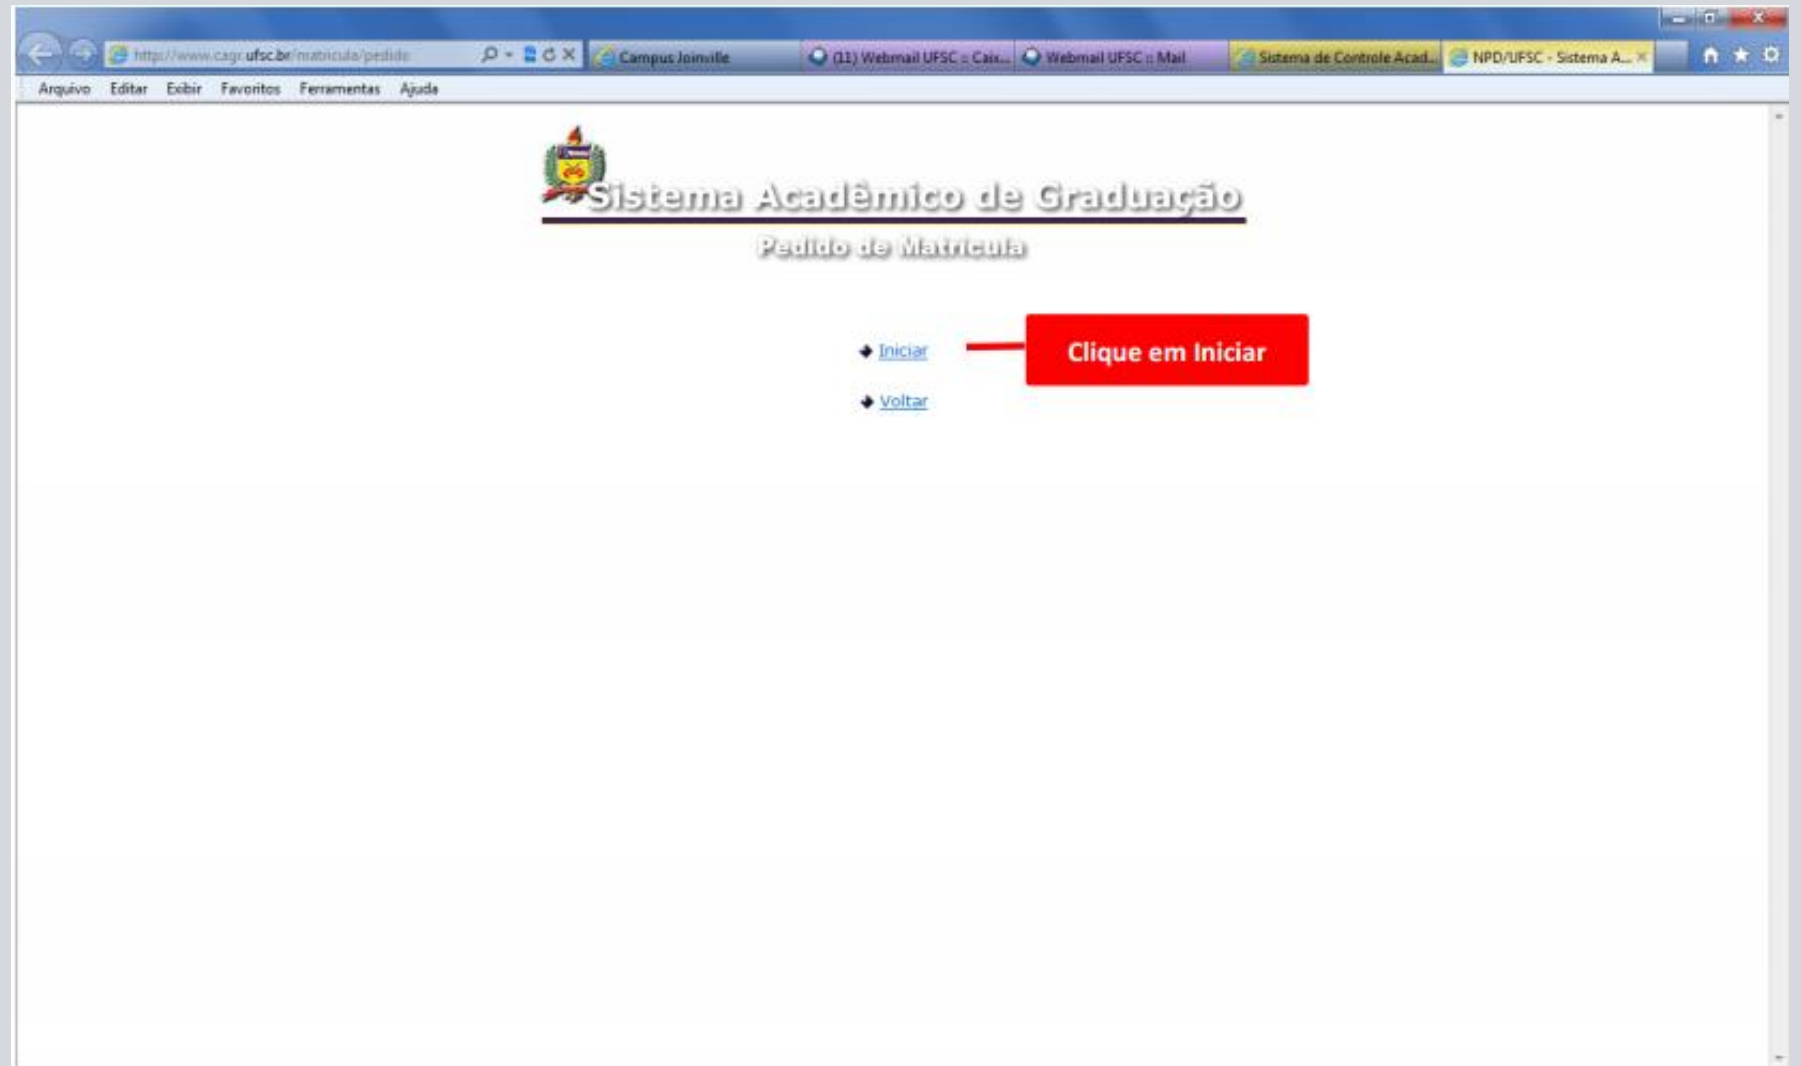 http://www.cagr.ufsc.br/matricula/pedido
Campus Joinville
(11) Webmail UFSC :: Caix...
Webmail UFSC :: Mail
Sistema de Controle Acad...
NPD/UFSC - Sistema A...
Arquivo Editar Exibir Favoritos Ferramentas Ajuda
Sistema Acadêmico de Graduação
Pedido de Matrícula
Iniciar
Clique em Iniciar
Voltar